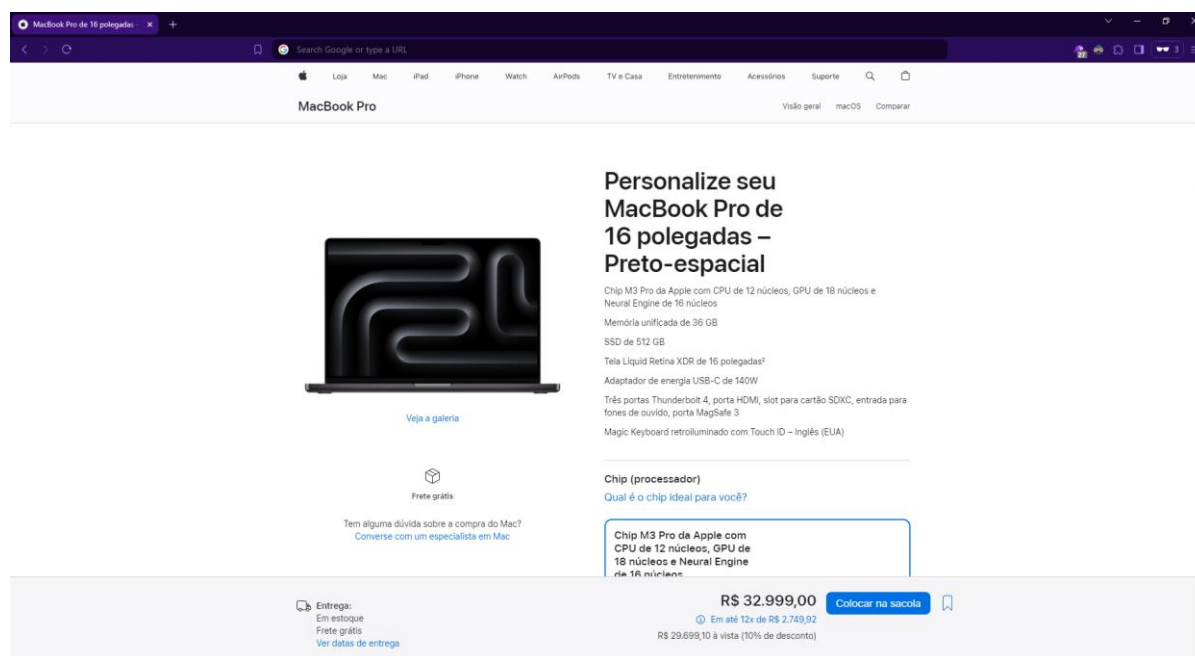 MacBook Pro de 16 polegadas -
Search Google or type a URL
27
3
Loja Mac iPad iPhone Watch AirPods TV e Casa Entretenimento Acessórios Suporte
MacBook Pro
Visão geral macOS Comparar
Personalize seu
MacBook Pro de
16 polegadas –
Preto-espacial
Chip M3 Pro da Apple com CPU de 12 núcleos, GPU de 18 núcleos e
Neural Engine de 16 núcleos
Memória unificada de 36 GB
SSD de 512 GB
Tela Liquid Retina XDR de 16 polegadas²
Adaptador de energia USB-C de 140W
Três portas Thunderbolt 4, porta HDMI, slot para cartão SDXC, entrada para
fones de ouvido, porta MagSafe 3
Magic Keyboard retroiluminado com Touch ID – Inglês (EUA)
Veja a galeria
Frete grátis
Tem alguma dúvida sobre a compra do Mac?
Converse com um especialista em Mac
Chip (processador)
Qual é o chip ideal para você?
Chip M3 Pro da Apple com
CPU de 12 núcleos, GPU de
18 núcleos e Neural Engine
de 16 núcleos
Entrega:
Em estoque
Frete grátis
Ver datas de entrega
R$ 32.999,00
Em até 12x de R$ 2.749,92
R$ 29.699,10 à vista (10% de desconto)
Colocar na sacola